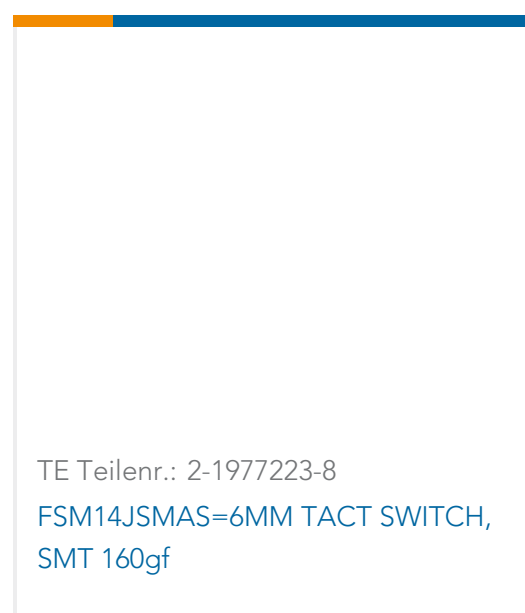 TE Teilenr.: 2-1977223-8
FSM14JSMAS=6MM TACT SWITCH,
SMT 160gf